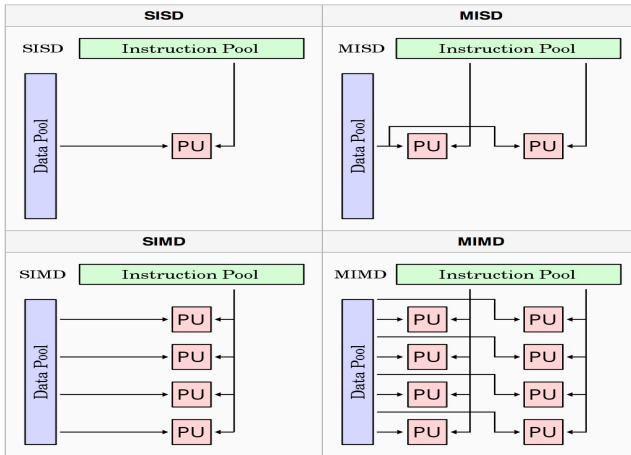 SISD
SISD Instruction Pool
Data Pool
PU
MISD
MISD Instruction Pool
Data Pool
PU PU
SIMD
SIMD Instruction Pool
Data Pool
PU
PU
PU
PU
MIMD
MIMD Instruction Pool
Data Pool
PU PU
PU PU
PU PU
PU PU